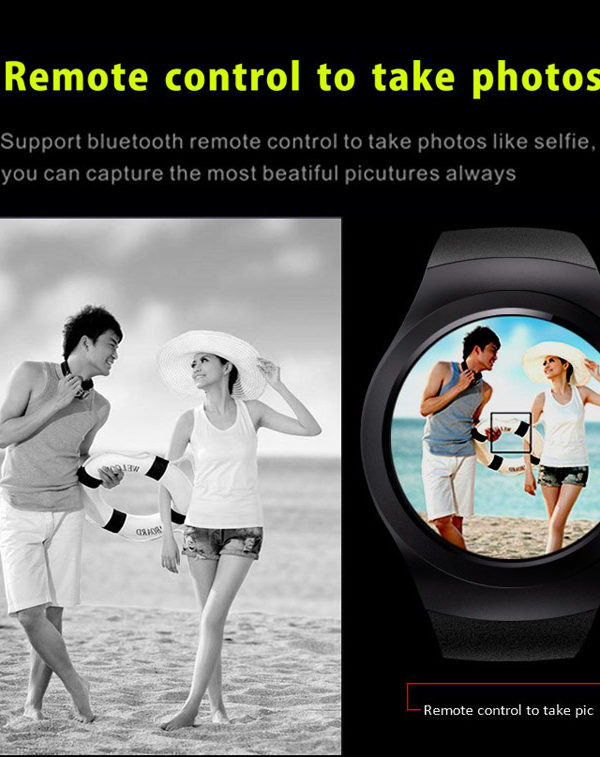 Remote control to take photos
Support bluetooth remote control to take photos like selfie,
you can capture the most beatiful picutures always
Remote control to take pic